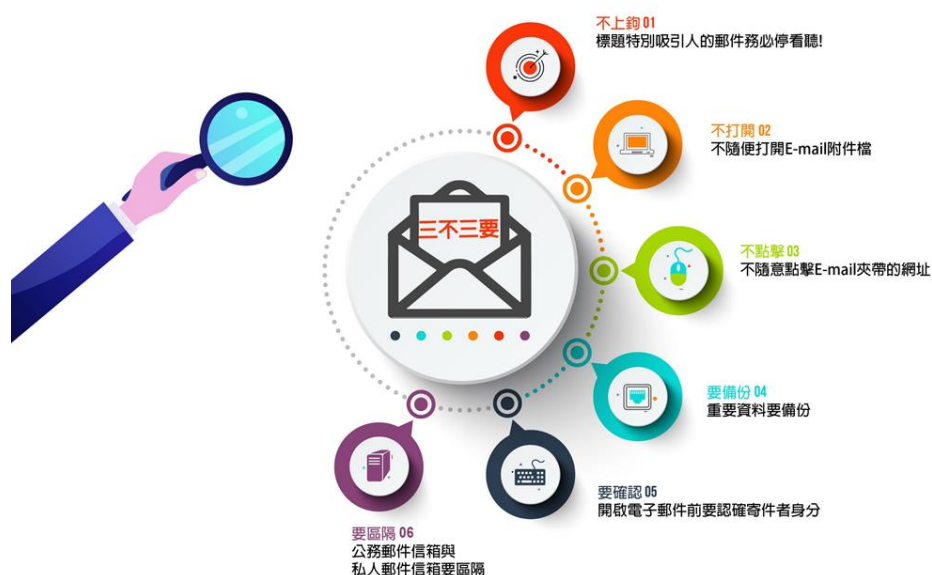 不上鉤 01
標題特別吸引人的郵件務必停看聽!
不打開 02
不隨便打開E-mail附件檔
三不三要
不點擊 03
不隨意點擊E-mail夾帶的網址
要備份 04
重要資料要備份
要確認 05
開啟電子郵件前要認確寄件者身分
要區隔 06
公務郵件信箱與
私人郵件信箱要區隔